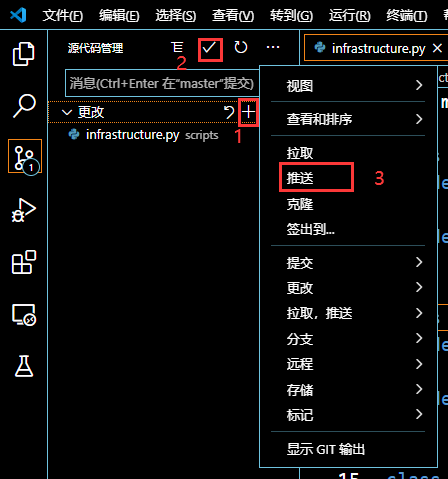 文件(F) 编辑(E) 选择(S) 查看(V) 转到(G) 运行(R) 终端(T)
源代码管理
2
infrastructure.py
消息(Ctrl+Enter 在"master"提交)
更改
1
infrastructure.py scripts
1
视图
查看和排序
拉取
推送
3
克隆
签出到...
提交
更改
拉取，推送
分支
远程
存储
标记
显示 GIT 输出
15 class